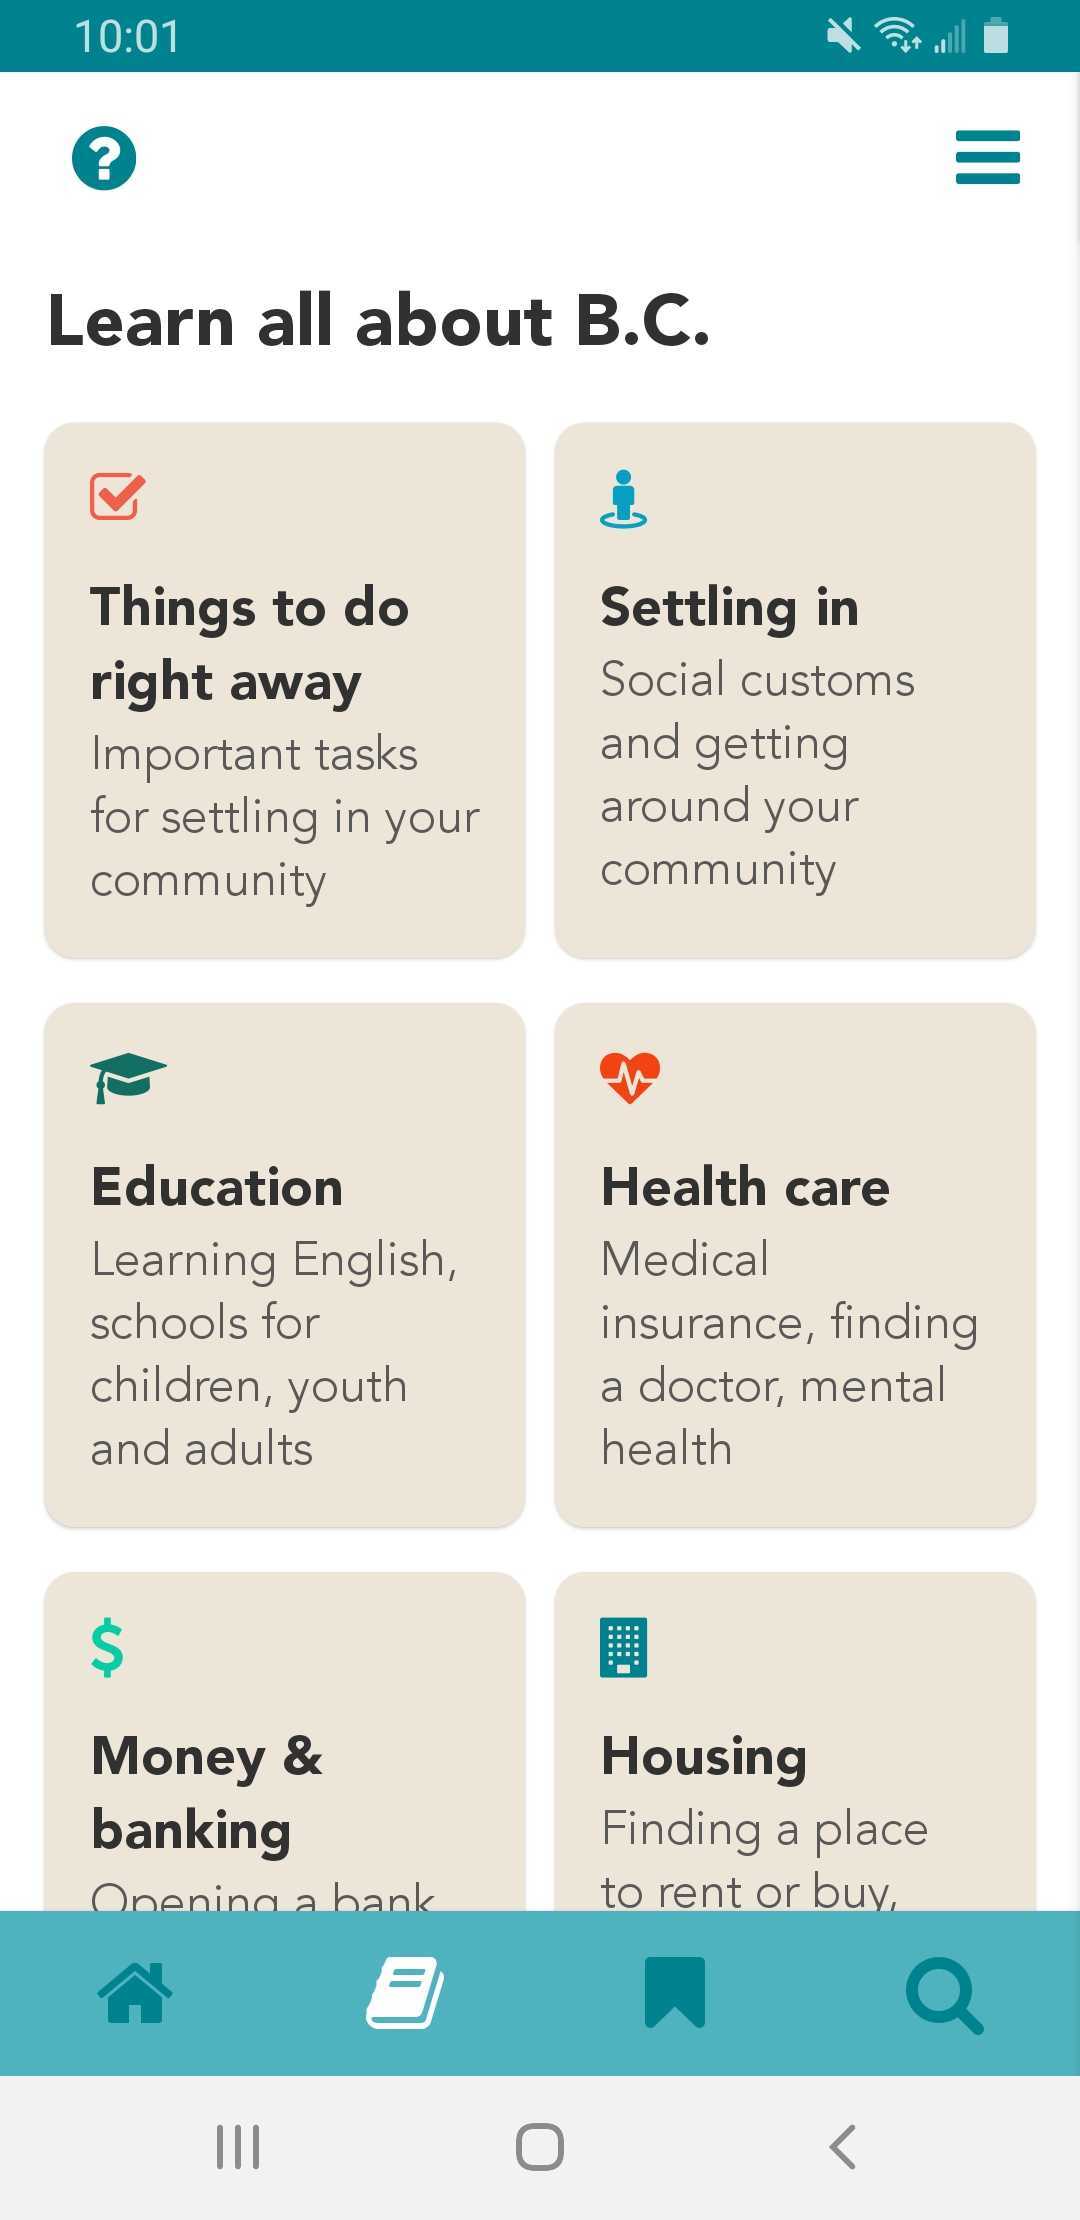 10:01
Learn all about B.C.
Things to do
right away
Important tasks
for settling in your
community
Settling in
Social customs
and getting
around your
community
Education
Learning English,
schools for
children, youth
and adults
Health care
Medical
insurance, finding
a doctor, mental
health
$
Money &
banking
Opening a bank
Housing
Finding a place
to rent or buy,